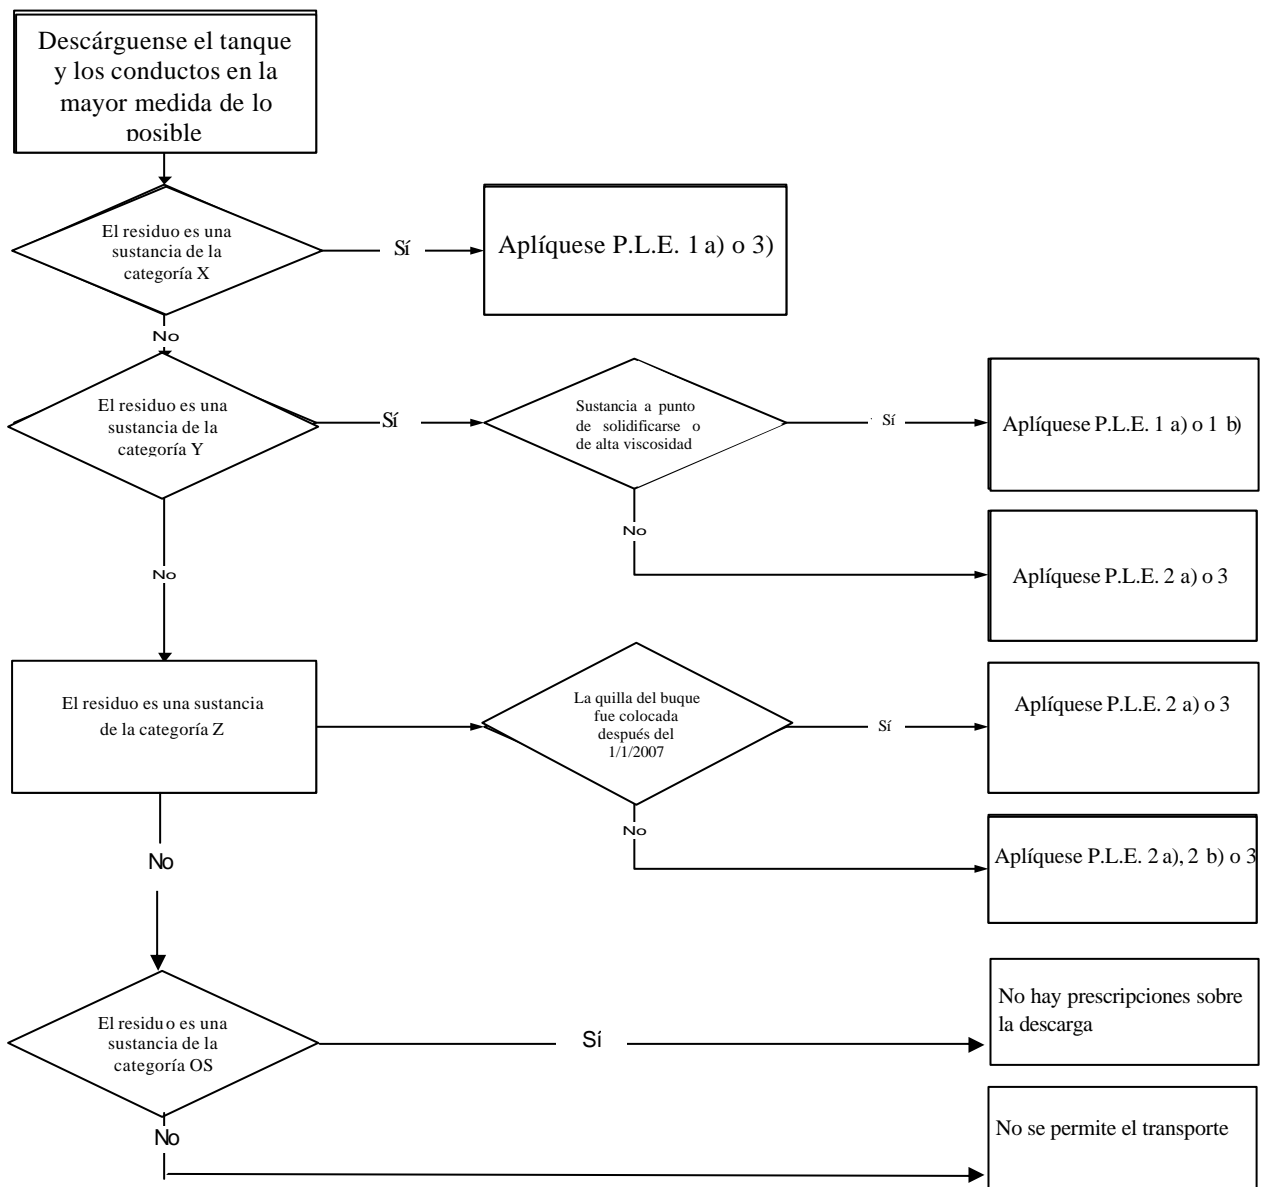 Descárguense el tanque
y los conductos en la
mayor medida de lo
posible
El residuo es una
sustancia de la
categoría X
Sí
Aplíquese P.L.E. 1 a) o 3)
No
El residuo es una
sustancia de la
categoría Y
Sí
Sustancia a punto
de solidificarse o
de alta viscosidad
Sí
Aplíquese P.L.E. 1 a) o 1 b)
No
Aplíquese P.L.E. 2 a) o 3
No
El residuo es una sustancia
de la categoría Z
La quilla del buque
fue colocada
después del
1/1/2007
Sí
Aplíquese P.L.E. 2 a) o 3
No
Aplíquese P.L.E. 2 a), 2 b) o 3
No
El residuo es una
sustancia de la
categoría OS
Sí
No hay prescripciones sobre
la descarga
No
No se permite el transporte